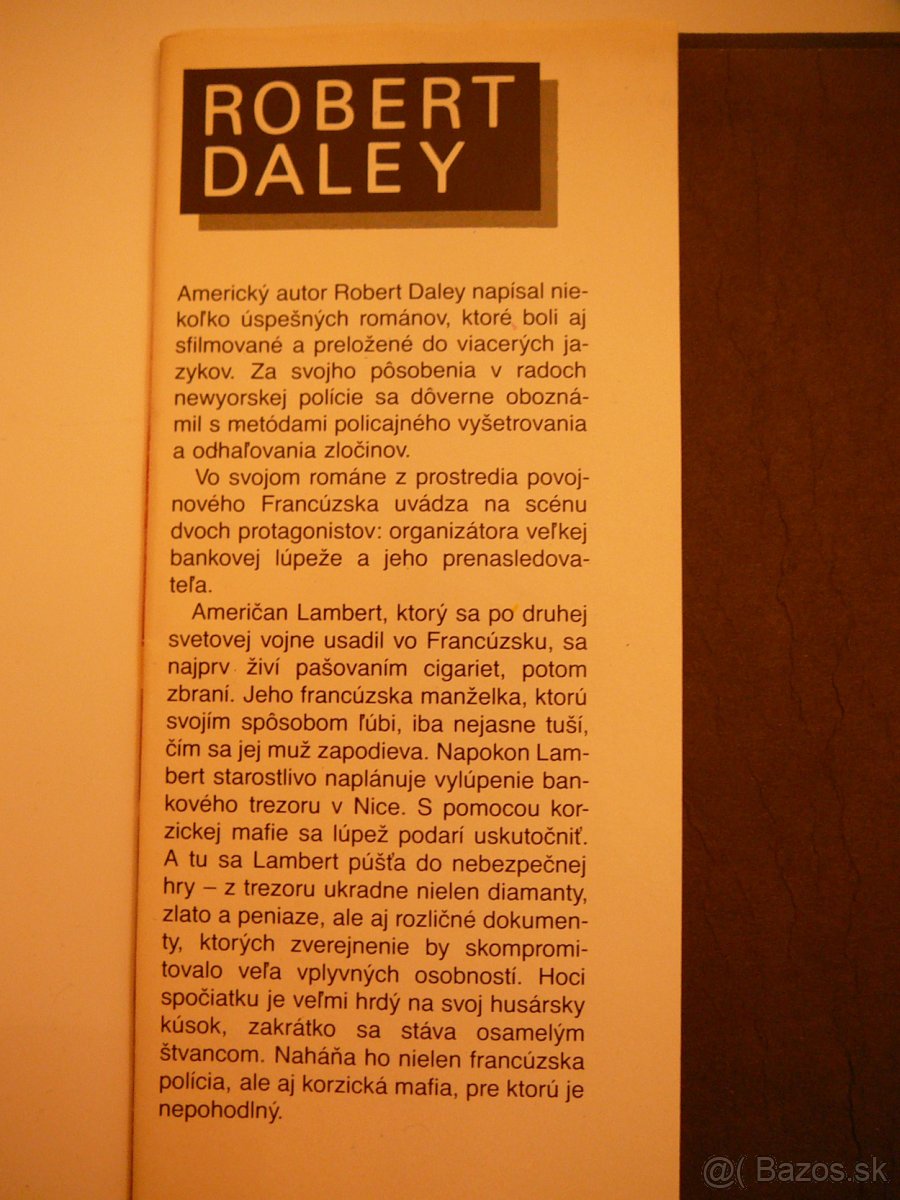 ROBERT
DALEY
Americký autor Robert Daley napísal nie-
koľko úspešných románov, ktoré boli aj
sfilmované a preložené do viacerých ja-
zykov. Za svojho pôsobenia v radoch
newyorskej polície sa dôverne obozná-
mil s metódami policajného vyšetrovania
a odhaľovania zločinov.
Vo svojom románe z prostredia povoj-
nového Francúzska uvádza na scénu
dvoch protagonistov: organizátora veľkej
bankovej lúpeže a jeho prenasledova-
teľa.
Američan Lambert, ktorý sa po druhej
svetovej vojne usadil vo Francúzsku, sa
najprv živí pašovaním cigariet, potom
zbraní. Jeho francúzska manželka, ktorú
svojím spôsobom ľúbi, iba nejasne tuší,
čím sa jej muž zapodieva. Napokon Lam-
bert starostlivo naplánuje vylúpenie ban-
kového trezoru v Nice. S pomocou kor-
zickej mafie sa lúpež podarí uskutočniť.
A tu sa Lambert púšťa do nebezpečnej
hry – z trezoru ukradne nielen diamanty,
zlato a peniaze, ale aj rozličné dokumen-
ty, ktorých zverejnenie by skompromi-
tovalo veľa vplyvných osobností. Hoci
spočiatku je veľmi hrdý na svoj husársky
kúsok, zakrátko sa stáva osamelým
štvancom. Naháňa ho nielen francúzska
polícia, ale aj korzická mafia, pre ktorú je
nepohodlný.
@( Bazos.sk